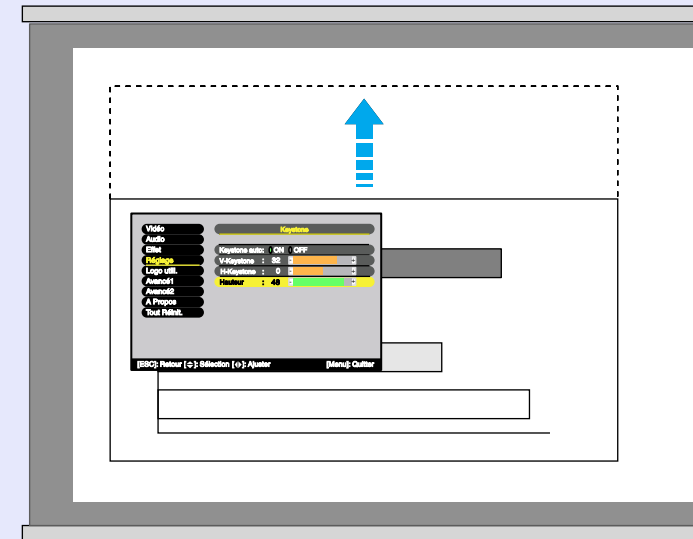 Vidéo
Audio
Effet
Réglage
Logo util.
Avancé1
Avancé2
A Propos
Tout Réinit.
Keystone
Keystone auto: ON OFF
V-Keystone : 32 - +
H-Keystone : 0 - +
Hauteur : 48 - +
[ESC]: Retour [ ]: Sélection [ ]: Ajuster [Menu]: Quitter